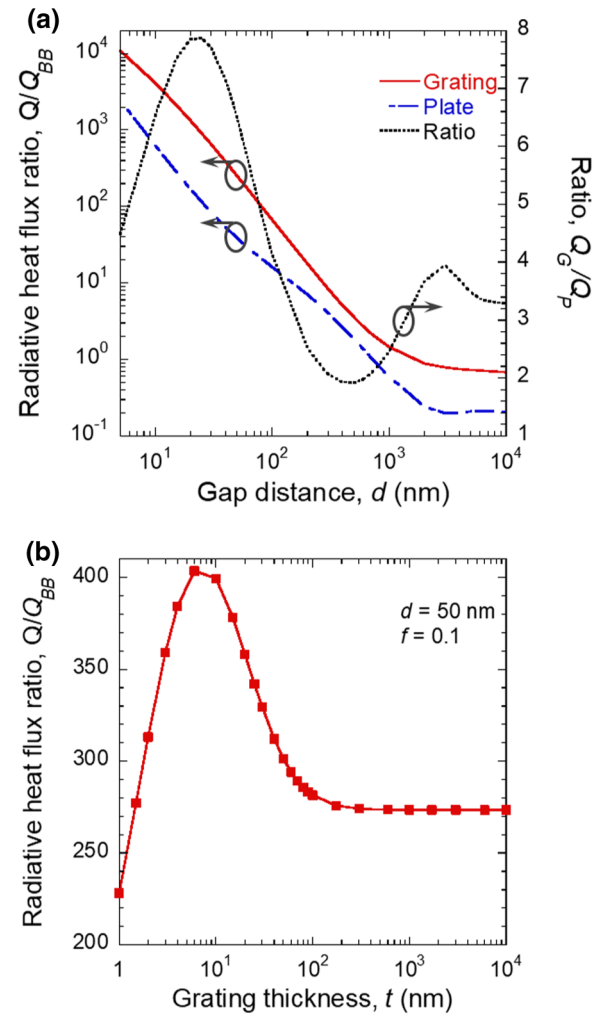 (a)
Radiative heat flux ratio, Q/Q_BB
10^4
10^3
10^2
10^1
10^0
10^-1
8
7
6
5
4
3
2
1
Ratio, Q_G/Q_P
Grating
Plate
Ratio
10^1
10^2
10^3
10^4
Gap distance, d (nm)
(b)
Radiative heat flux ratio, Q/Q_BB
400
350
300
250
200
d = 50 nm
f = 0.1
1
10^1
10^2
10^3
10^4
Grating thickness, t (nm)